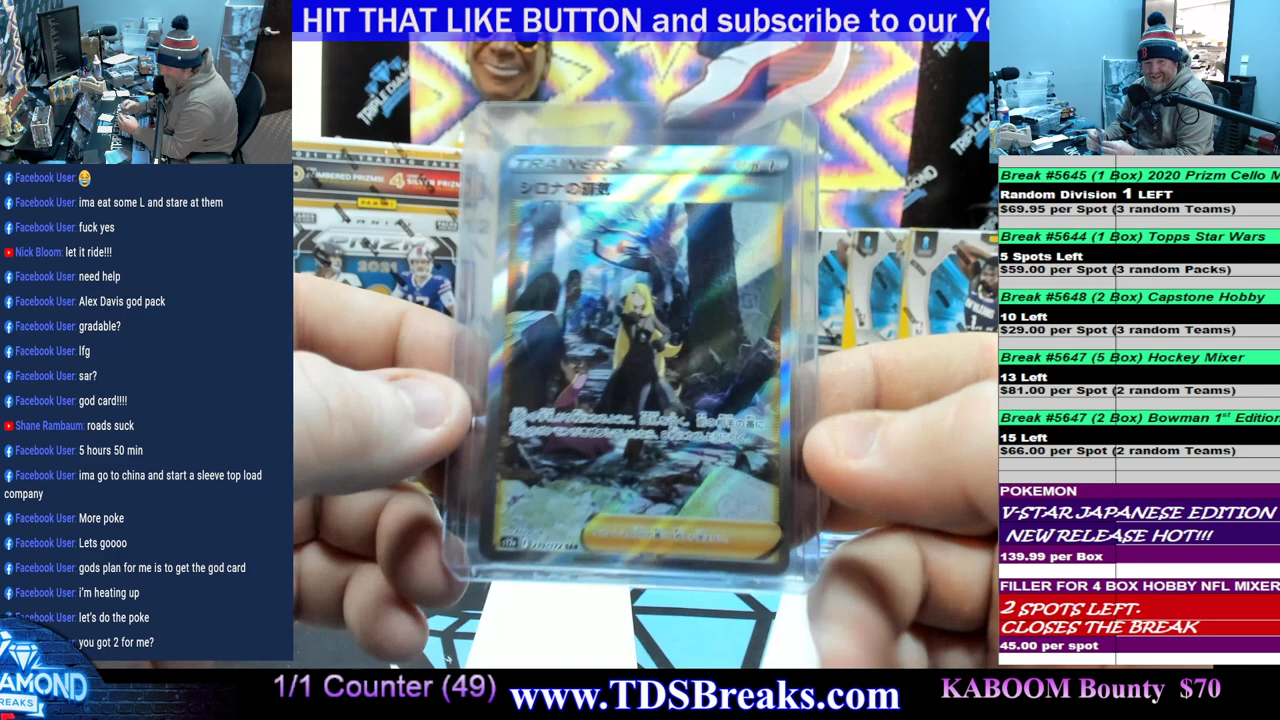 HIT THAT LIKE BUTTON and subscribe to our Y
Facebook User: 😂
Facebook User: ima eat some L and stare at them
Facebook User: fuck yes
Nick Bloom: let it ride!!!
Facebook User: need help
Facebook User: Alex Davis god pack
Facebook User: gradable?
Facebook User: lfg
Facebook User: sar?
Facebook User: god card!!!!
Shane Rambaum: roads suck
Facebook User: 5 hours 50 min
Facebook User: ima go to china and start a sleeve top load
company
Facebook User: More poke
Facebook User: Lets goooo
Facebook User: gods plan for me is to get the god card
Facebook User: i'm heating up
Facebook User: let's do the poke
you got 2 for me?
TRAINERS
シロナの覇気
SAR
TRIPLE DIAMOND
NUMBERED PRIZMS!
4 SILVER PRIZMS
PRIZM
2021
Break #5645 (1 Box) 2020 Prizm Cello M
Random Division 1 LEFT
$69.95 per Spot (3 random Teams)
Break #5644 (1 Box) Topps Star Wars
5 Spots Left
$59.00 per Spot (3 random Packs)
Break #5648 (2 Box) Capstone Hobby
10 Left
$29.00 per Spot (3 random Teams)
Break #5647 (5 Box) Hockey Mixer
13 Left
$81.00 per Spot (2 random Teams)
Break #5647 (2 Box) Bowman 1st Edition
15 Left
$66.00 per Spot (2 random Teams)
POKEMON
V-STAR JAPANESE EDITION
NEW RELEASE HOT!!!
139.99 per Box
FILLER FOR 4 BOX HOBBY NFL MIXER
2 SPOTS LEFT.
CLOSES THE BREAK
45.00 per spot
AMOND
BREAKS
1/1 Counter (49)
www.TDSBreaks.com
KABOOM Bounty $70